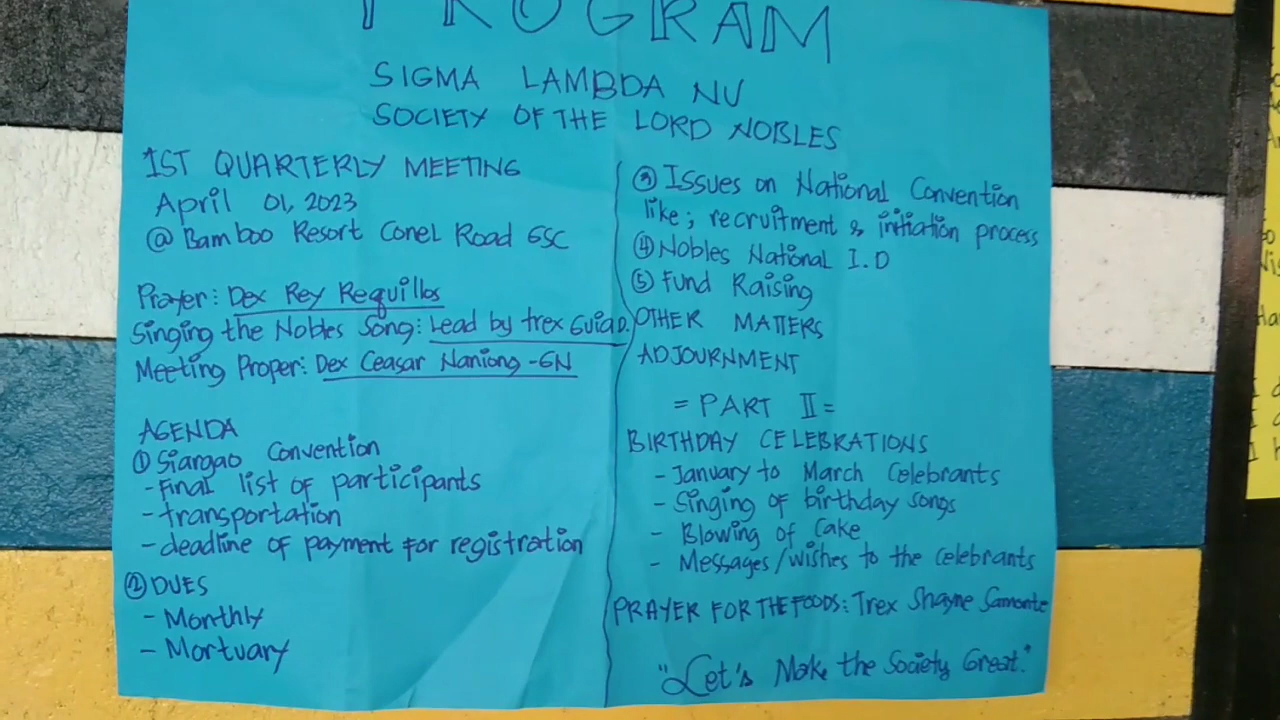 PROGRAM
SIGMA LAMBDA NU
SOCIETY OF THE LORD NOBLES
1ST QUARTERLY MEETING
April 01, 2023
@ Bamboo Resort Conel Road GSC
Prayer: Dex Rey Requillos
Singing the Nobles Song: Lead by trex Guiad.
Meeting Proper: Dex Ceasar Naniong -GN
AGENDA
① Siargao Convention
- Final list of participants
- transportation
- deadline of payment for registration
② DUES
- Monthly
- Mortuary
③ Issues on National Convention
like; recruitment & initiation process
④ Nobles National I.D
⑤ Fund Raising
OTHER MATTERS
ADJOURNMENT
= PART II =
BIRTHDAY CELEBRATIONS
- January to March Celebrants
- Singing of birthday songs
- Blowing of Cake
- Messages/wishes to the celebrants
PRAYER FOR THE FOODS: Trex Shayne Samonte
"Let's Make the Society Great."